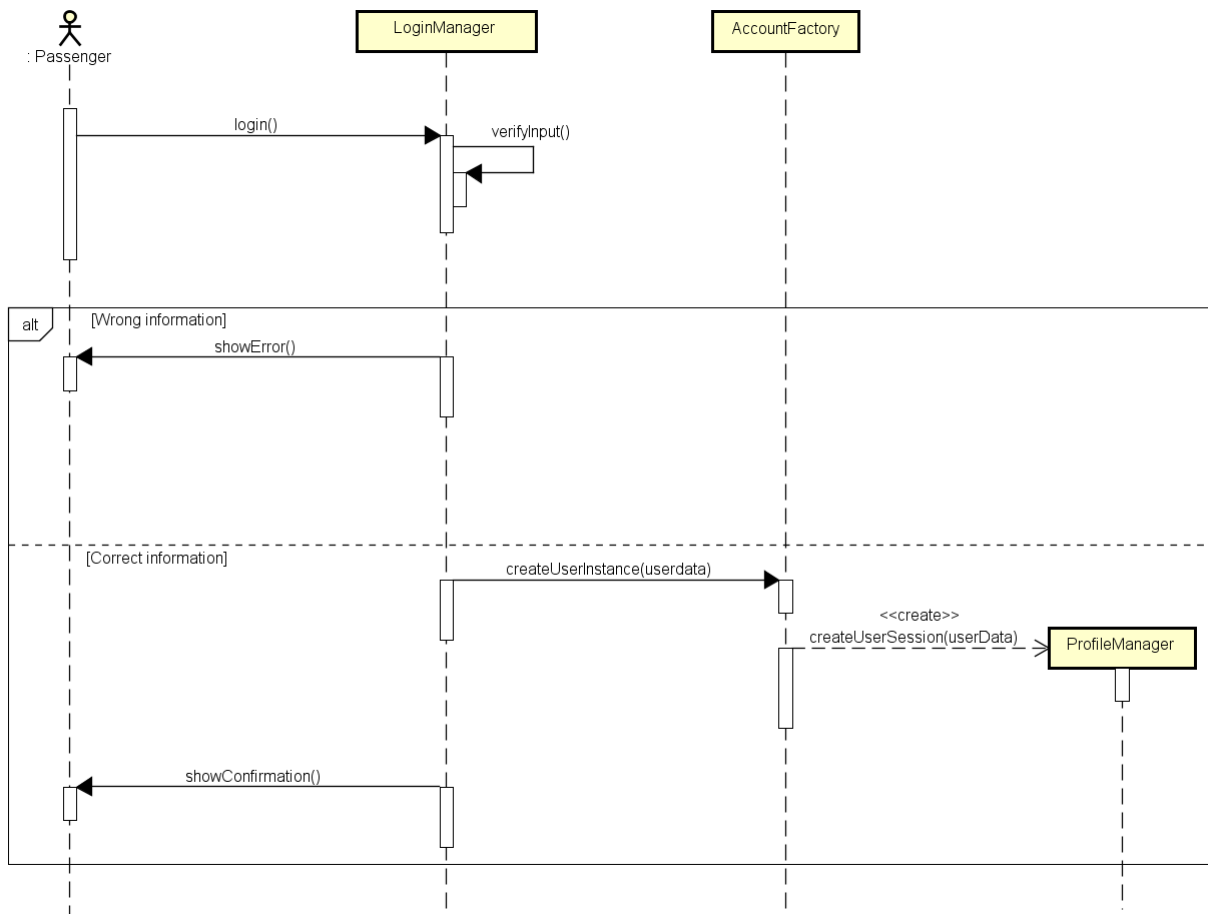 : Passenger
LoginManager
AccountFactory
login()
verifyInput()
alt
[Wrong information]
showError()
[Correct information]
createUserInstance(userdata)
<<create>>
createUserSession(userData)
ProfileManager
showConfirmation()